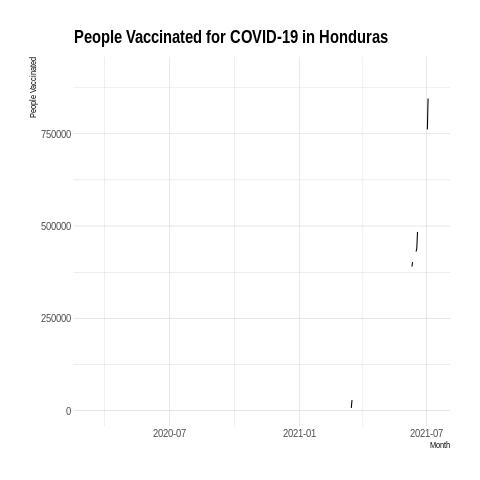 People Vaccinated for COVID-19 in Honduras
People Vaccinated
750000
500000
250000
0
2020-07
2021-01
2021-07
Month